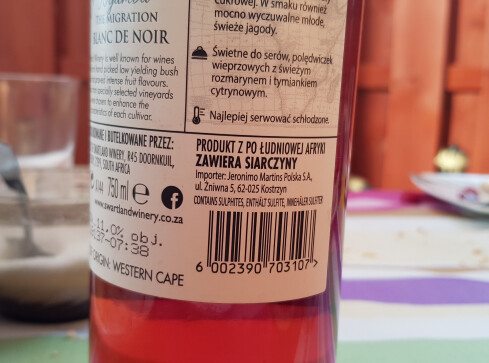 THE MIGRATION
BLANC DE NOIR
Winery is well known for wines
hand picked low yielding bush
intense fruit flavours.
specially selected vineyards
to enhance the
characteristics of each cultivar.
cukrowej. W smaku również
mocno wyczuwalne młode,
świeże jagody.
Świetne do serów, polędwiczek
wieprzowych z świeżym
rozmarynem i tymiankiem
cytrynowym.
Najlepiej serwować schłodzone.
I BUTELKOWANE PRZEZ:
WINERY, R45 DOORNKUIL,
SOUTH AFRICA
750 ml e
www.swartlandwinery.co.za
11.0% obj.
07:38
ORIGIN: WESTERN CAPE
PRODUKT Z PO ŁUDNIOWEJ AFRYKI
ZAWIERA SIARCZYNY
Importer: Jeronimo Martins Polska S.A.
ul. Żniwna 5, 62-025 Kostrzyn
CONTAINS SULPHITES, ENTHÄLT SULFITE, INNEHÅLER SULFITER
6 002390 703107 >